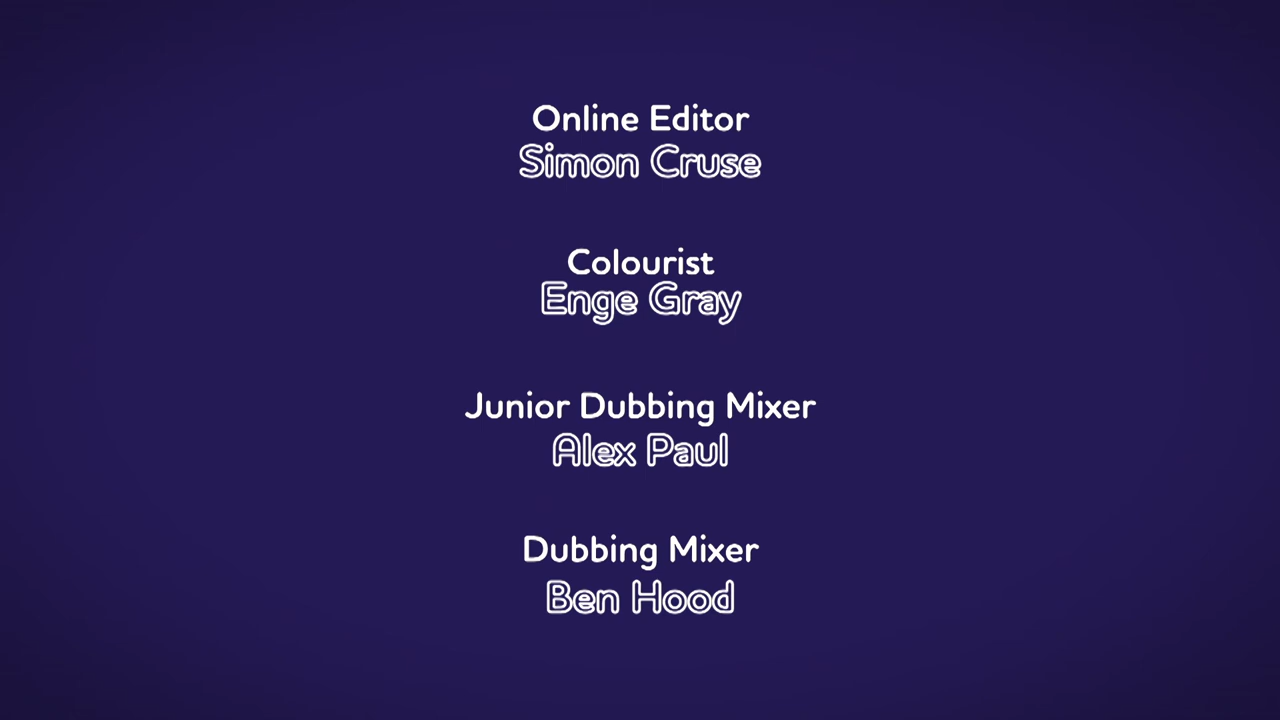 Online Editor
Simon Cruse
Colourist
Enge Gray
Junior Dubbing Mixer
Alex Paul
Dubbing Mixer
Ben Hood